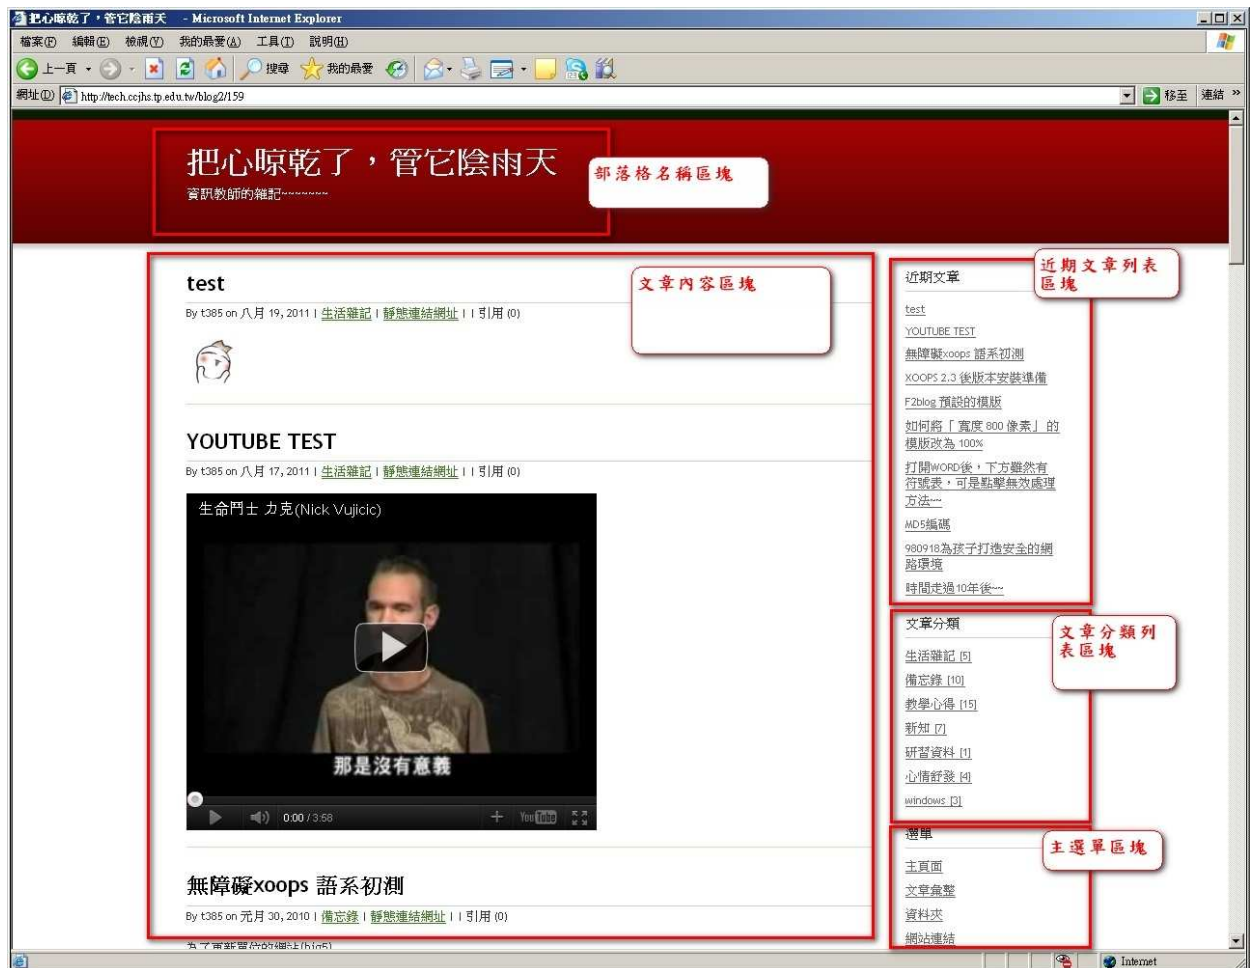 把心晾乾了，管它陰雨天 - Microsoft Internet Explorer
檔案(F) 編輯(E) 檢視(V) 我的最愛(A) 工具(T) 說明(H)
上一頁 搜尋 我的最愛
網址(D) http://tech.ccjhs.tp.edu.tw/blog2/159 移至 連結 »
把心晾乾了，管它陰雨天
資訊教師的雜記~~~~~~~
部落格名稱區塊
test
By t385 on 八月 19, 2011 | 生活雜記 | 靜態連結網址 | | 引用 (0)
文章內容區塊
YOUTUBE TEST
By t385 on 八月 17, 2011 | 生活雜記 | 靜態連結網址 | | 引用 (0)
生命鬥士 力克(Nick Vujicic)
那是沒有意義
0:00 / 3:58 YouTube
無障礙xoops 語系初測
By t385 on 元月 30, 2010 | 備忘錄 | 靜態連結網址 | | 引用 (0)
為了更新單位的網站(big5)
近期文章
近期文章列表
區塊
test
YOUTUBE TEST
無障礙xoops 語系初測
XOOPS 2.3 後版本安裝準備
F2blog 預設的模版
如何將「 寬度 800 像素」 的
模版改為 100%
打開WORD後，下方雖然有
符號表，可是點擊無效處理
方法~~
MD5編碼
980918為孩子打造安全的網
路環境
時間走過10年後~~
文章分類
文章分類列
表區塊
生活雜記 [5]
備忘錄 [10]
教學心得 [15]
新知 [7]
研習資料 [1]
心情舒發 [4]
windows [3]
選單
主選單區塊
主頁面
文章彙整
資料夾
網站連結
Internet